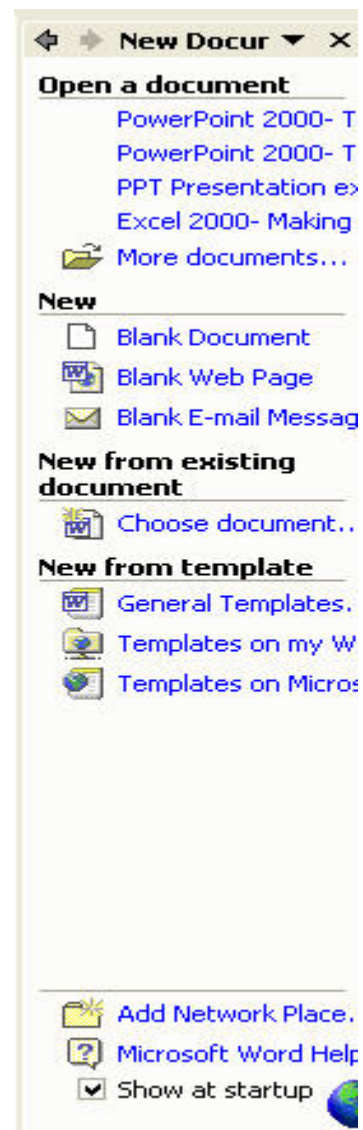 New Docur
Open a document
PowerPoint 2000- T
PowerPoint 2000- T
PPT Presentation ex
Excel 2000- Making
More documents...
New
Blank Document
Blank Web Page
Blank E-mail Messag
New from existing
document
Choose document..
New from template
General Templates.
Templates on my W
Templates on Micros
Add Network Place.
Microsoft Word Help
Show at startup